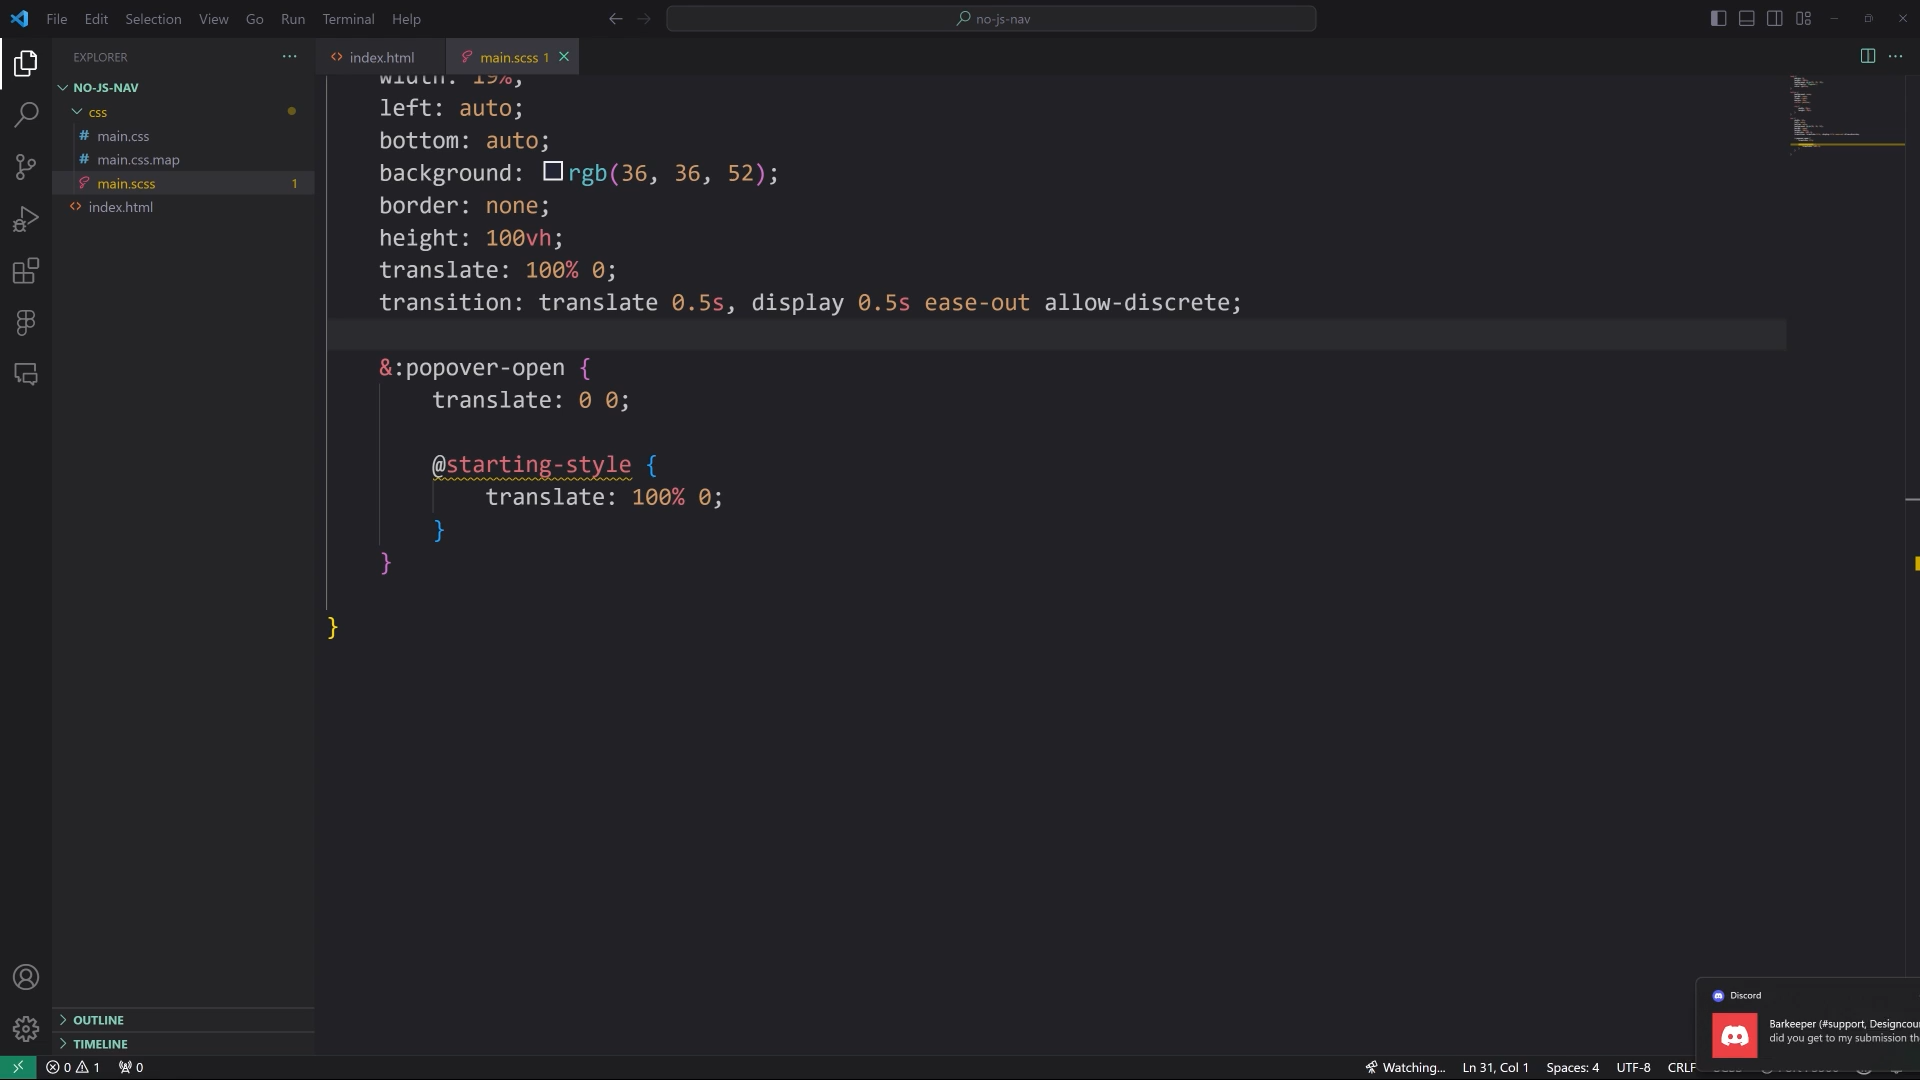 File Edit Selection View Go Run Terminal Help
no-js-nav
EXPLORER
index.html
main.scss 1
NO-JS-NAV
css
main.css
main.css.map
main.scss 1
index.html
width: 19%;
left: auto;
bottom: auto;
background: rgb(36, 36, 52);
border: none;
height: 100vh;
translate: 100% 0;
transition: translate 0.5s, display 0.5s ease-out allow-discrete;
&:popover-open {
translate: 0 0;
@starting-style {
translate: 100% 0;
}
}
}
OUTLINE
TIMELINE
Discord
Barkeeper (#support, Designcou
did you get to my submission th
0 1 0
Watching... Ln 31, Col 1 Spaces: 4 UTF-8 CRLF